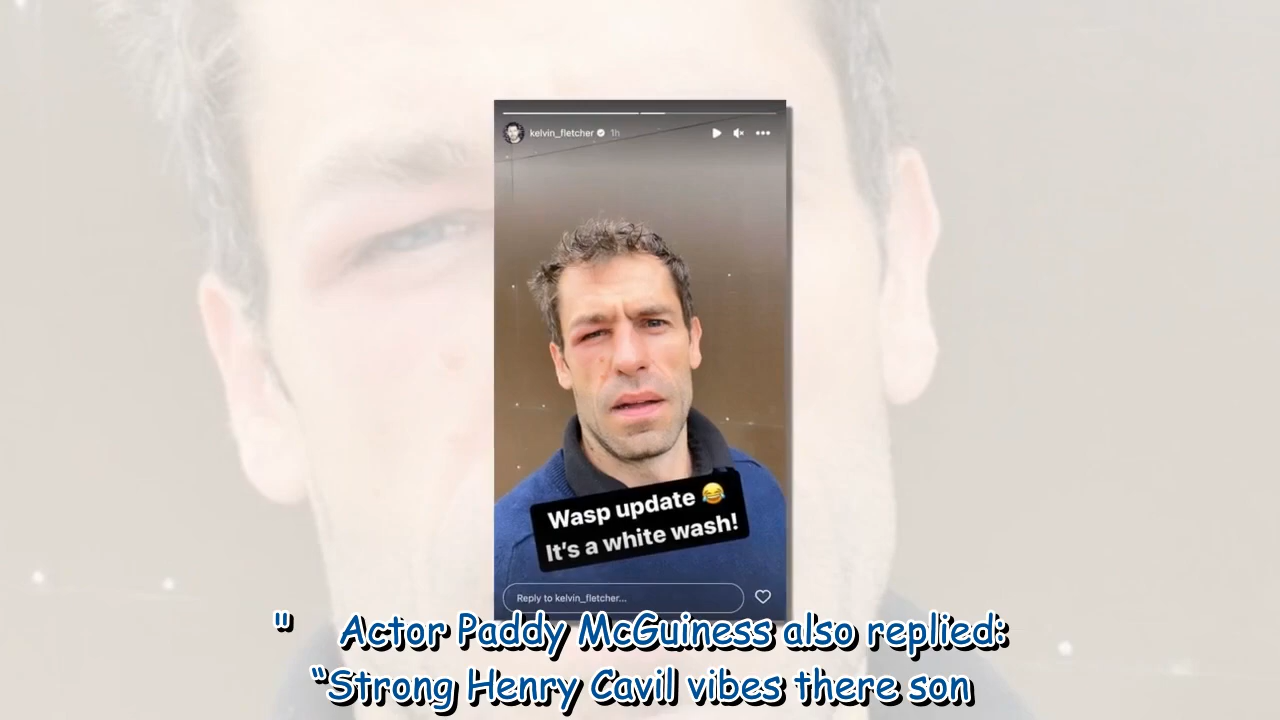 kelvin_fletcher 1h
Wasp update 😂
It's a white wash!
Reply to kelvin_fletcher...
" Actor Paddy McGuiness also replied:
“Strong Henry Cavil vibes there son